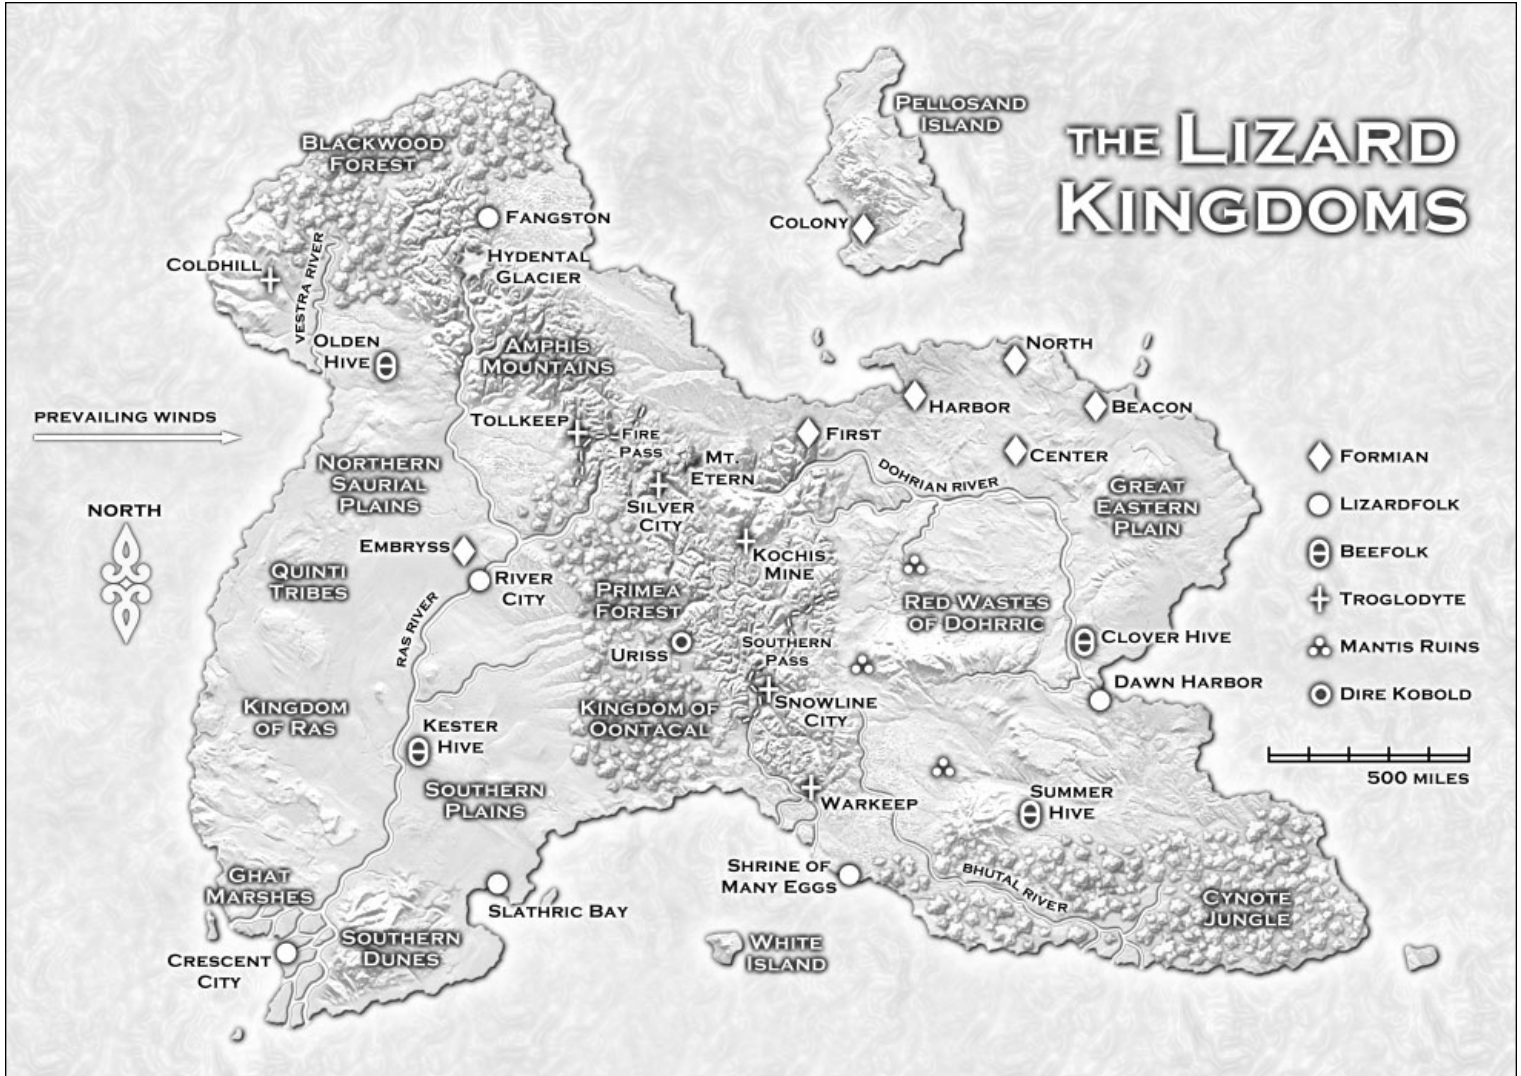 THE LIZARD
KINGDOMS
PELLOSAND
ISLAND
BLACKWOOD
FOREST
FANGSTON
COLONY
HYDENTAL
GLACIER
COLDHILL
VESTRA RIVER
OLDEN
HIVE
AMPHIS
MOUNTAINS
NORTH
HARBOR
BEACON
PREVAILING WINDS
TOLLKEEP
FIRE
PASS
FIRST
CENTER
MT.
ETERN
DOHRIAN RIVER
NORTHERN
SAURIAL
PLAINS
GREAT
EASTERN
PLAIN
NORTH
SILVER
CITY
EMBRYSS
KOCHIS
MINE
QUINTI
TRIBES
RIVER
CITY
PRIMEA
FOREST
RED WASTES
OF DOHRRIC
RAS RIVER
URISS
SOUTHERN
PASS
CLOVER HIVE
DAWN HARBOR
KINGDOM
OF RAS
KINGDOM OF
OONTACAL
SNOWLINE
CITY
KESTER
HIVE
SOUTHERN
PLAINS
WARKEEP
SUMMER
HIVE
GHAT
MARSHES
SHRINE OF
MANY EGGS
BHUTAL RIVER
CYNOTE
JUNGLE
SLATHRIC BAY
SOUTHERN
DUNES
WHITE
ISLAND
CRESCENT
CITY
FORMIAN
LIZARDFOLK
BEEFOLK
TROGLODYTE
MANTIS RUINS
DIRE KOBOLD
500 MILES